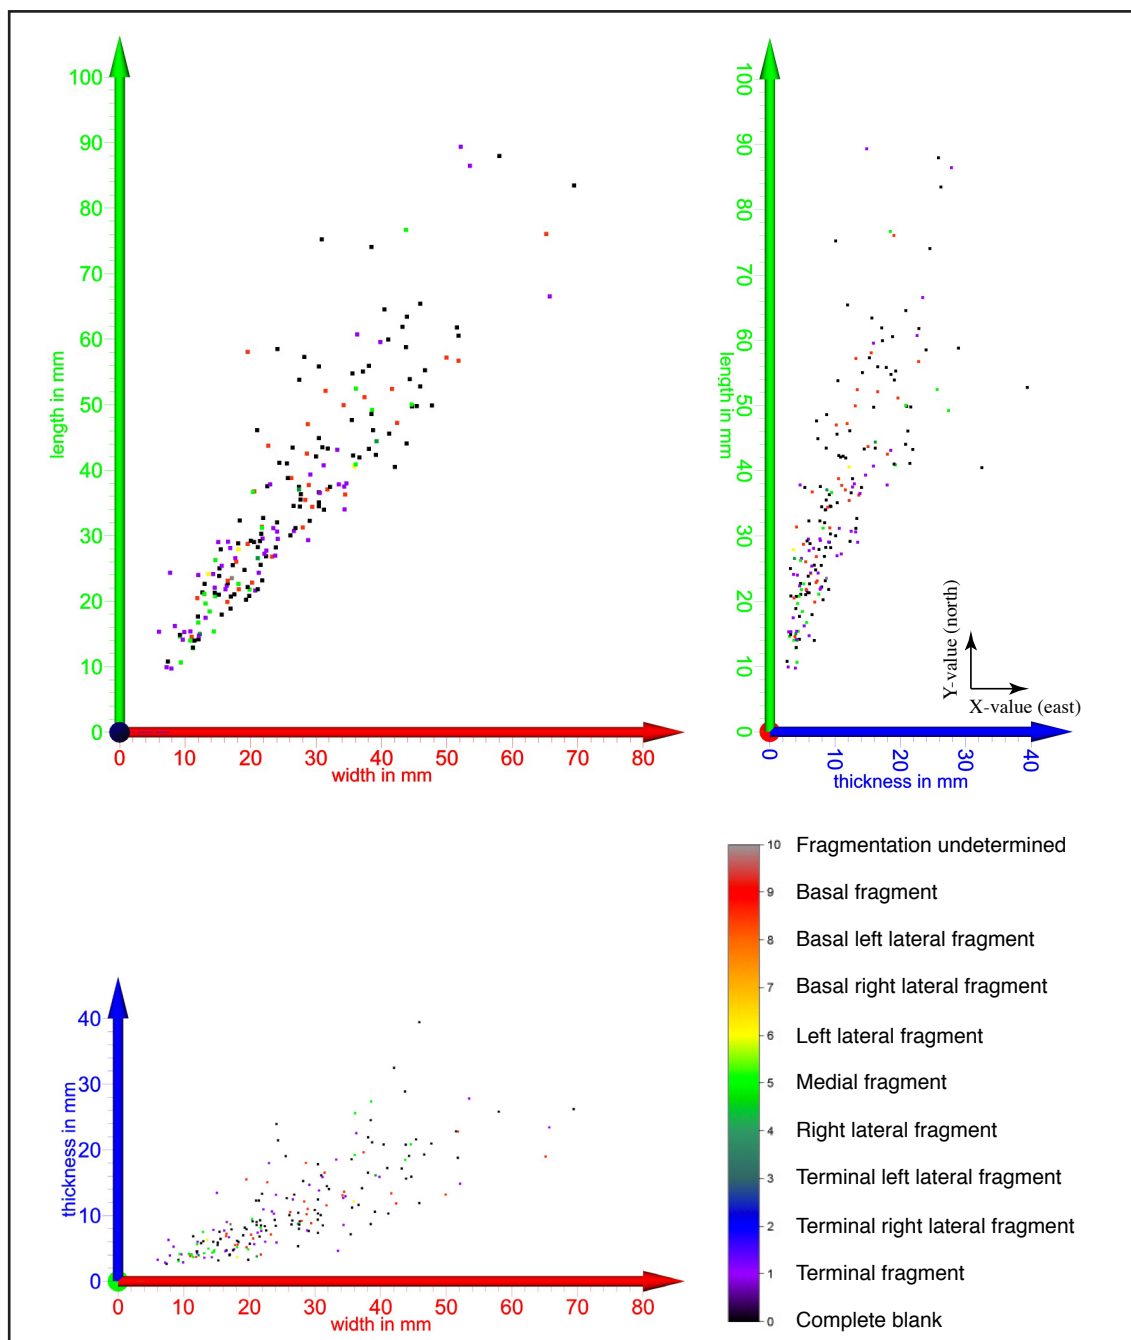 100
90
80
70
60
50
40
30
20
10
0
length in mm
0 10 20 30 40 50 60 70 80
width in mm
100
90
80
70
60
50
40
30
20
10
0
length in mm
0 10 20 30 40
thickness in mm
Y-value (north)
X-value (east)
40
30
20
10
0
thickness in mm
0 10 20 30 40 50 60 70 80
width in mm
10 Fragmentation undetermined
9 Basal fragment
8 Basal left lateral fragment
7 Basal right lateral fragment
6 Left lateral fragment
5 Medial fragment
4 Right lateral fragment
3 Terminal left lateral fragment
2 Terminal right lateral fragment
1 Terminal fragment
0 Complete blank